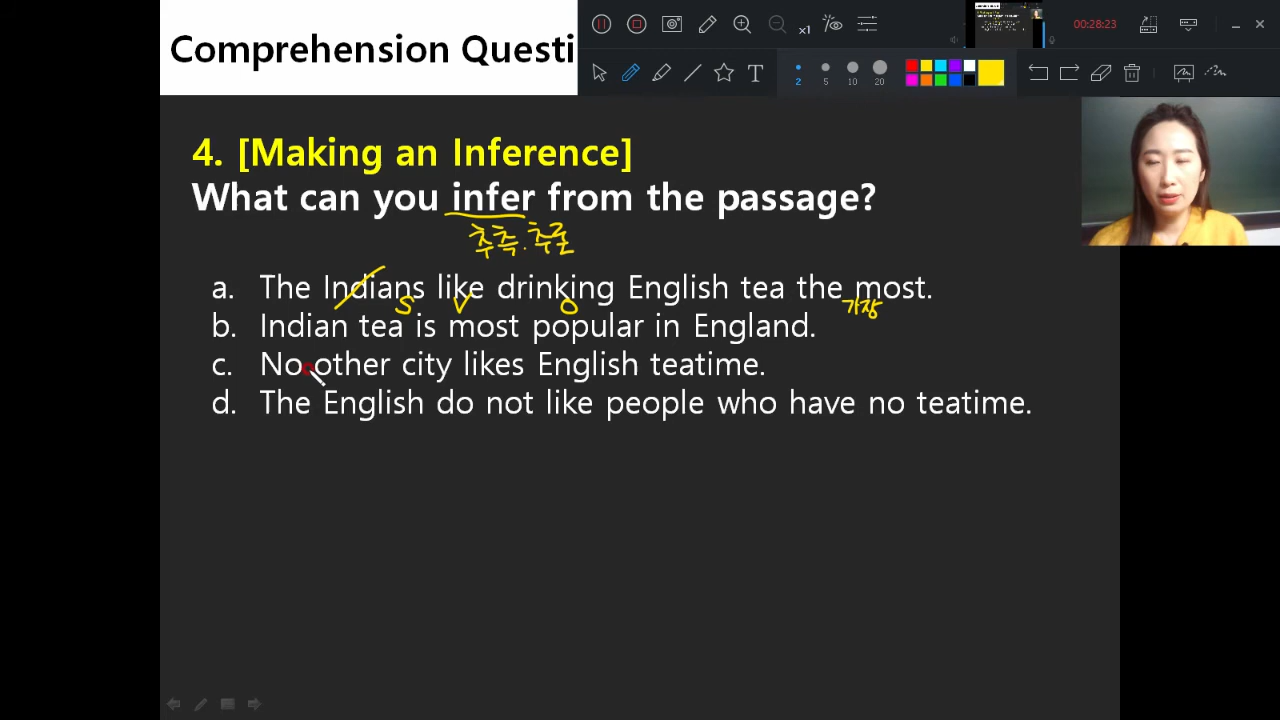 Comprehension Questi
x1
00:28:23
T
2 5 10 20
4. [Making an Inference]
What can you infer from the passage?
추측. 추론
a. The Indians like drinking English tea the most.
S V O 가장
b. Indian tea is most popular in England.
c. No other city likes English teatime.
d. The English do not like people who have no teatime.